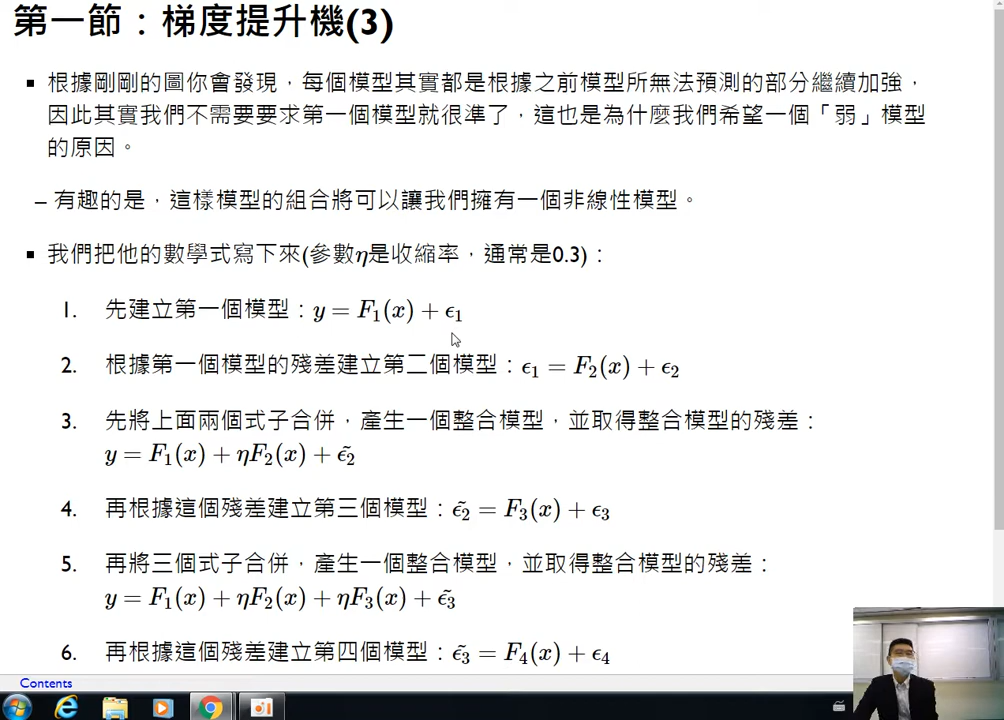 第一節：梯度提升機(3)
▪ 根據剛剛的圖你會發現，每個模型其實都是根據之前模型所無法預測的部分繼續加強，
因此其實我們不需要要求第一個模型就很準了，這也是為什麼我們希望一個「弱」模型
的原因。
– 有趣的是，這樣模型的組合將可以讓我們擁有一個非線性模型。
▪ 我們把他的數學式寫下來(參數η是收縮率，通常是0.3)：
1. 先建立第一個模型：y = F₁(x) + ϵ₁
2. 根據第一個模型的殘差建立第二個模型：ϵ₁ = F₂(x) + ϵ₂
3. 先將上面兩個式子合併，產生一個整合模型，並取得整合模型的殘差：
y = F₁(x) + ηF₂(x) + ϵ̃₂
4. 再根據這個殘差建立第三個模型：ϵ̃₂ = F₃(x) + ϵ₃
5. 再將三個式子合併，產生一個整合模型，並取得整合模型的殘差：
y = F₁(x) + ηF₂(x) + ηF₃(x) + ϵ̃₃
6. 再根據這個殘差建立第四個模型：ϵ̃₃ = F₄(x) + ϵ₄
Contents